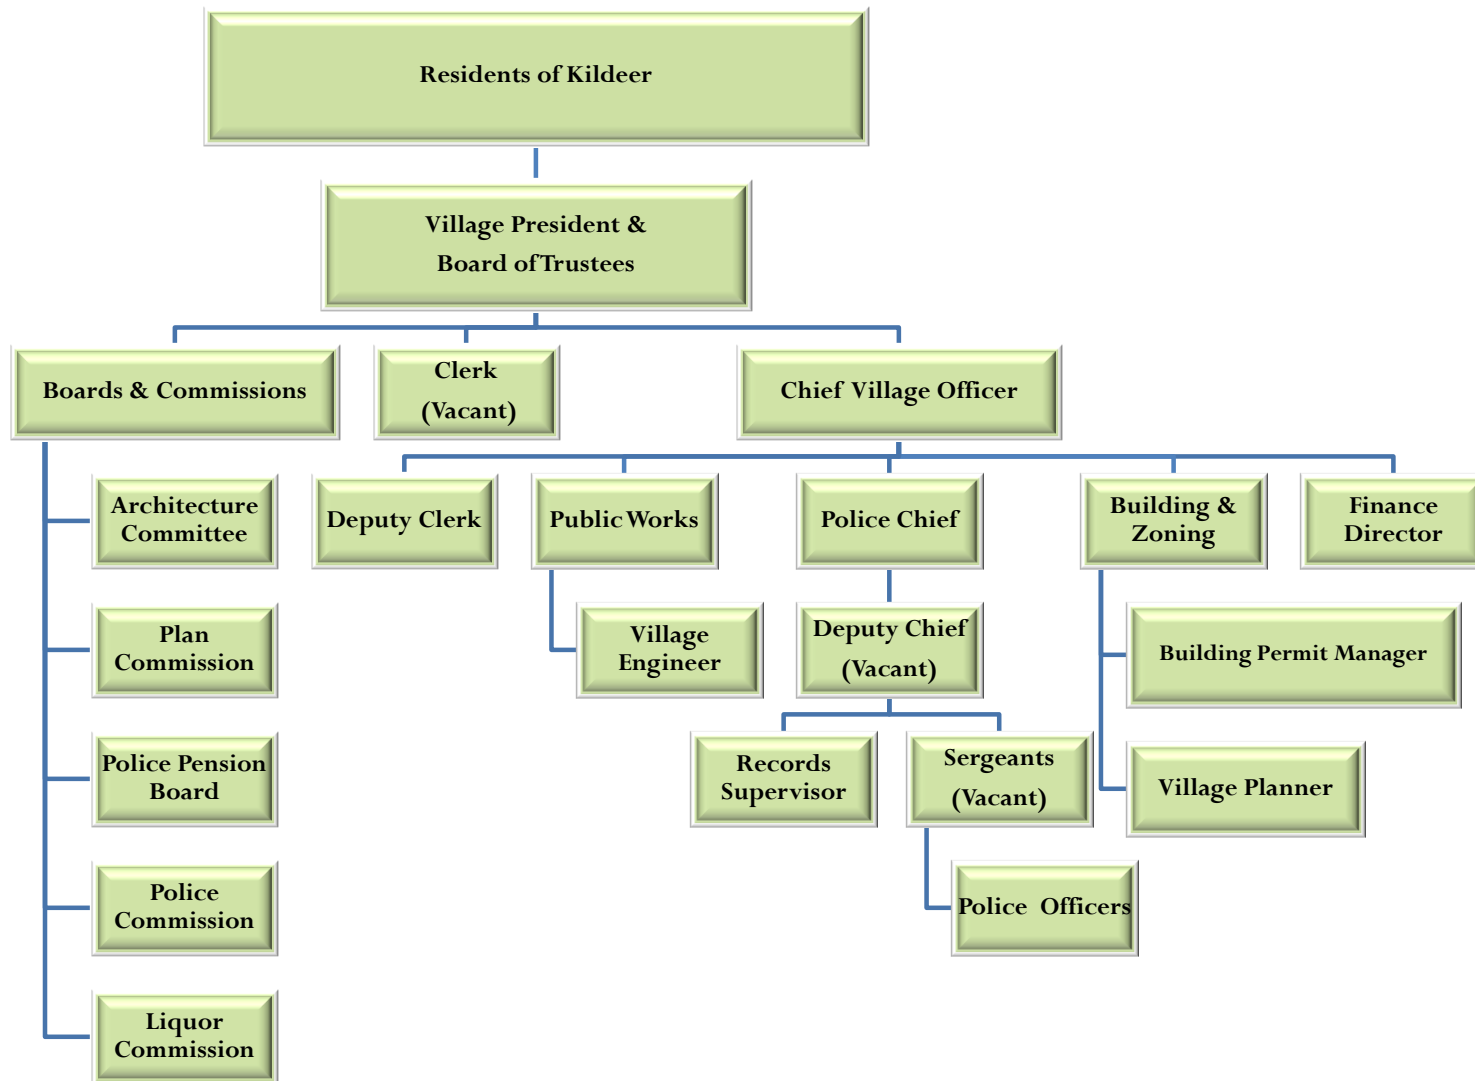 Residents of Kildeer
Village President &
Board of Trustees
Boards & Commissions
Clerk
(Vacant)
Chief Village Officer
Architecture
Committee
Plan
Commission
Police Pension
Board
Police
Commission
Liquor
Commission
Deputy Clerk
Public Works
Village
Engineer
Police Chief
Deputy Chief
(Vacant)
Records
Supervisor
Sergeants
(Vacant)
Police Officers
Building &
Zoning
Building Permit Manager
Village Planner
Finance
Director